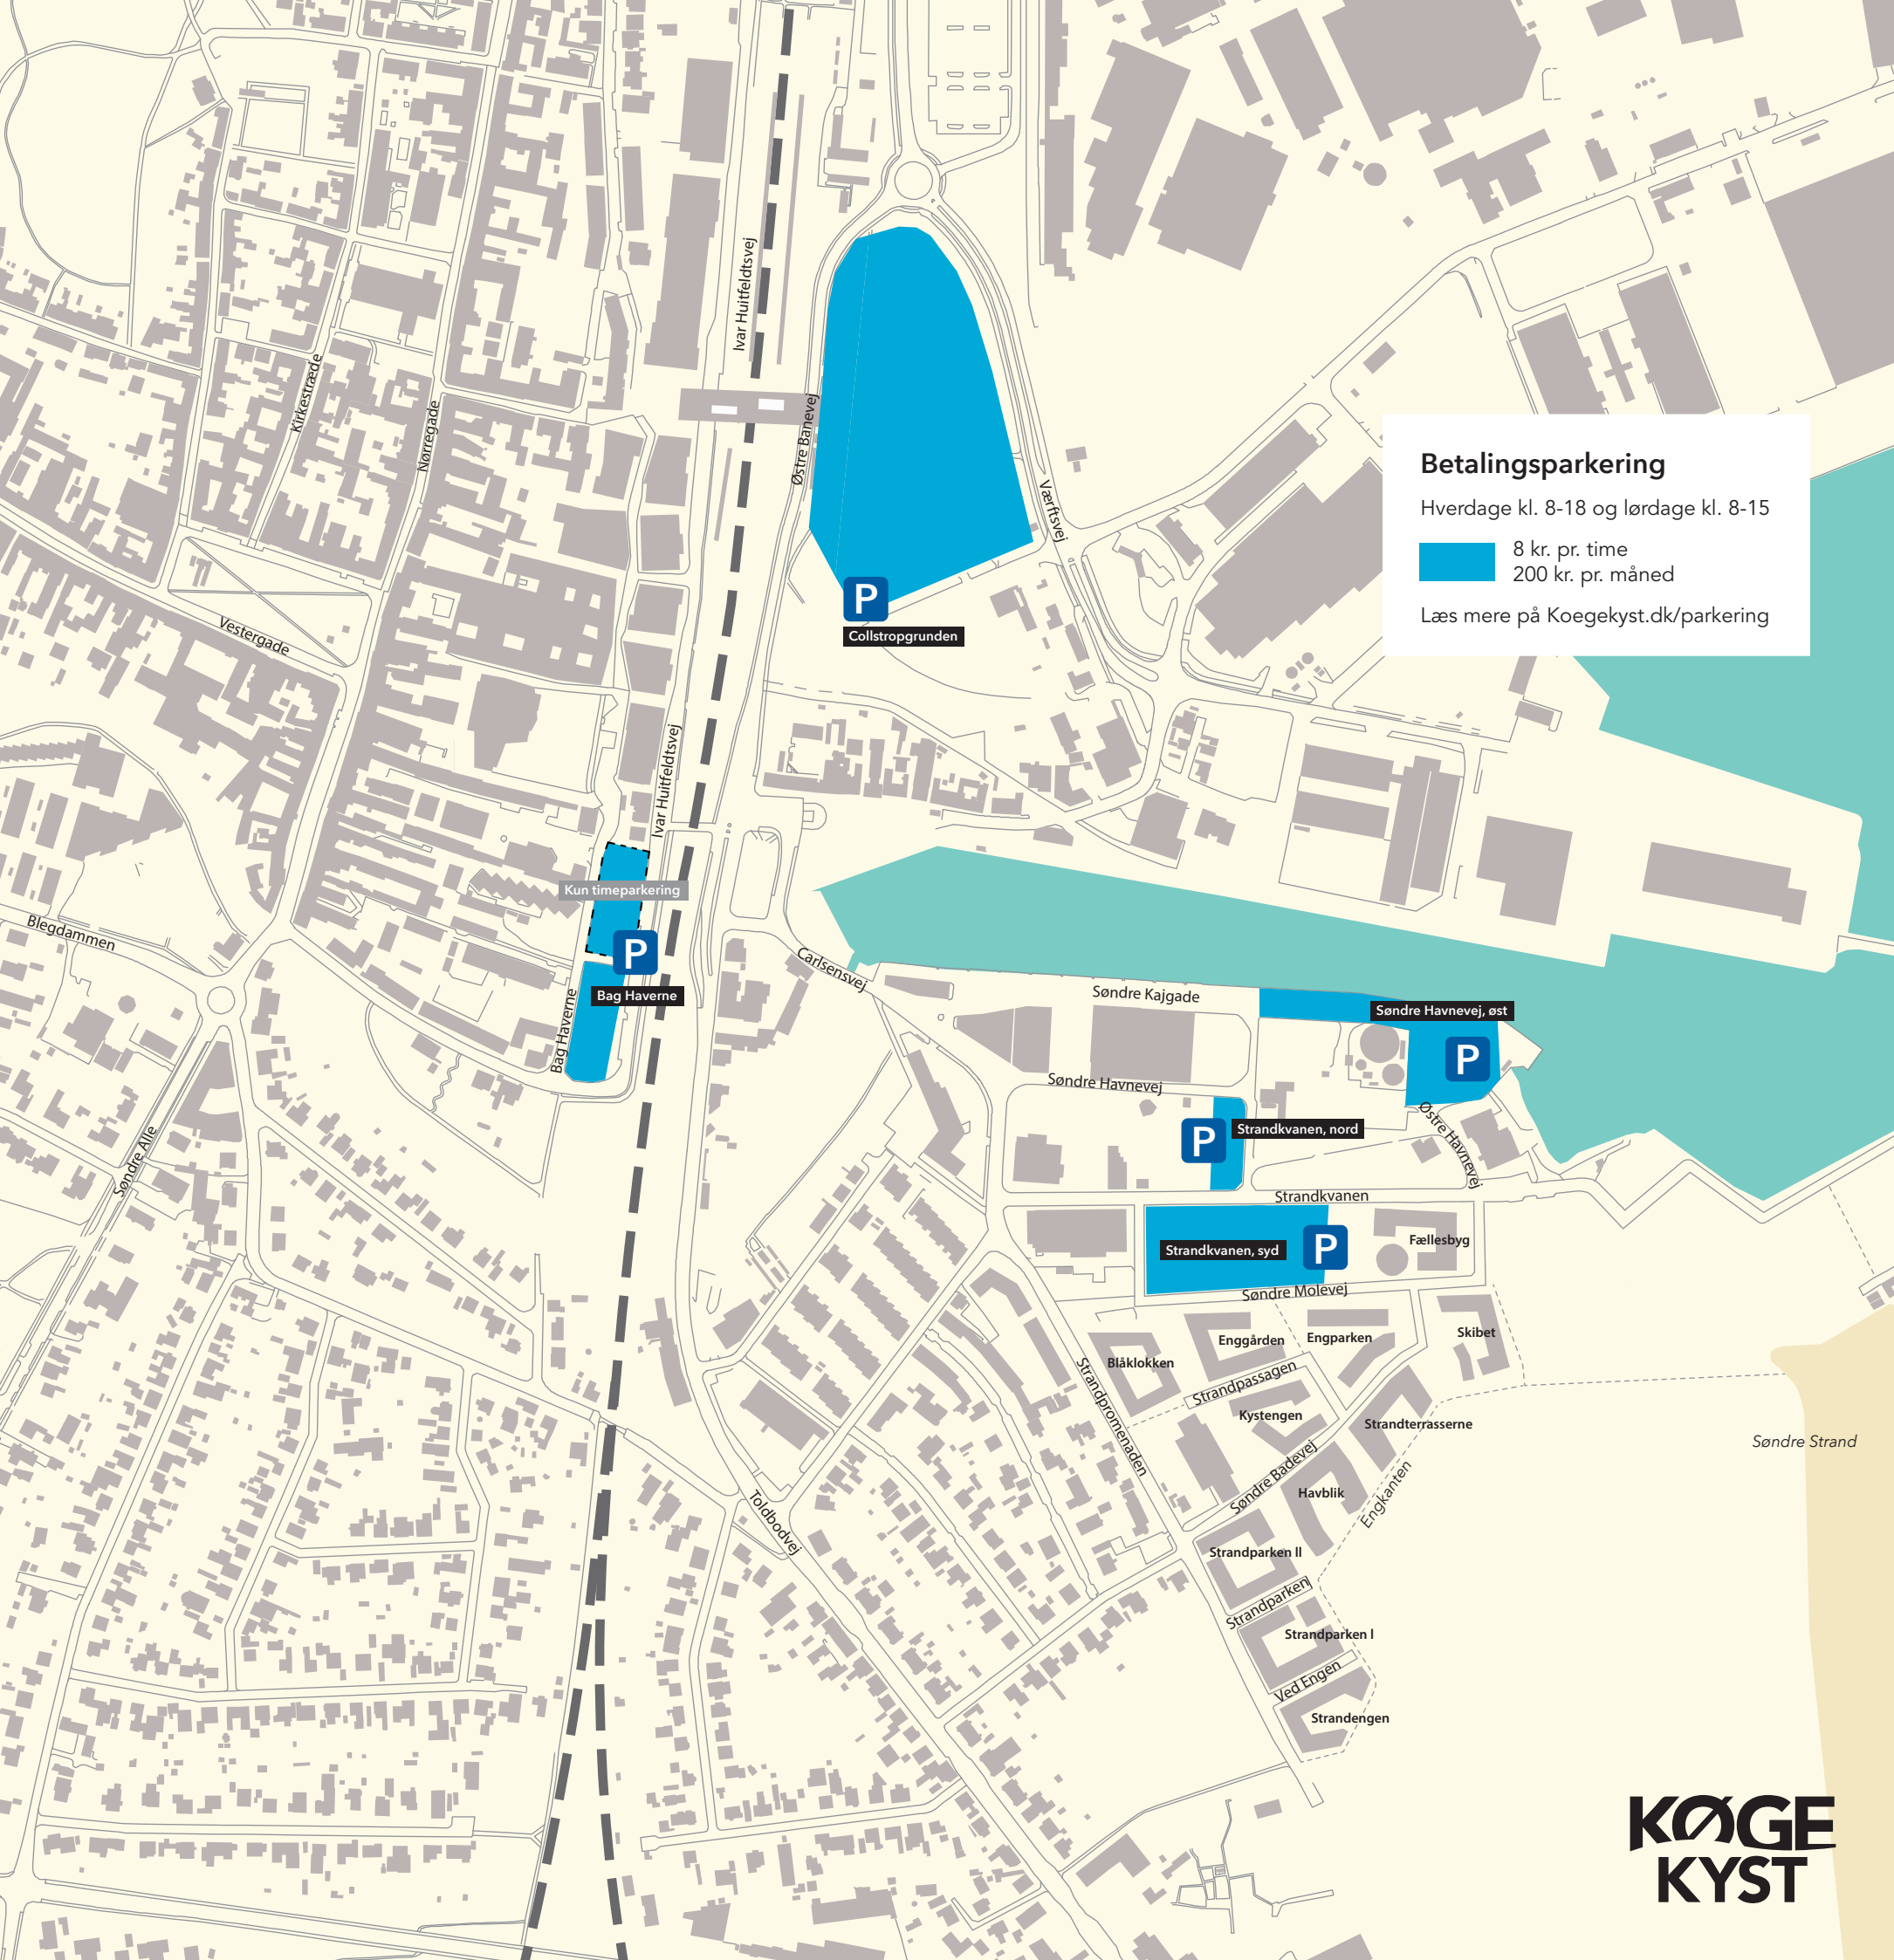 Ivar Huitfeldtsvej
Kirkestræde
Nørregade
Østre Banevej
Værftsvej
Betalingsparkering
Hverdage kl. 8-18 og lørdage kl. 8-15
8 kr. pr. time
200 kr. pr. måned
Læs mere på Koegekyst.dk/parkering
P
Collstropgrunden
Vestergade
Ivar Huitfeldtsvej
Kun timeparkering
P
Bag Haverne
Bag Haverne
Blegdammen
Carlsensvej
Søndre Kajgade
Søndre Havnevej, øst
P
Søndre Havnevej
Østre Havnevej
P
Strandkvanen, nord
Søndre Alle
Strandkvanen
Strandkvanen, syd
P
Fællesbyg
Søndre Molevej
Enggården
Engparken
Skibet
Blåklokken
Strandpassagen
Strandpromenaden
Kystengen
Strandterrasserne
Søndre Strand
Søndre Badevej
Havblik
Engkanten
Toldbodvej
Strandparken II
Strandparken
Strandparken I
Ved Engen
Strandengen
KØGE
KYST